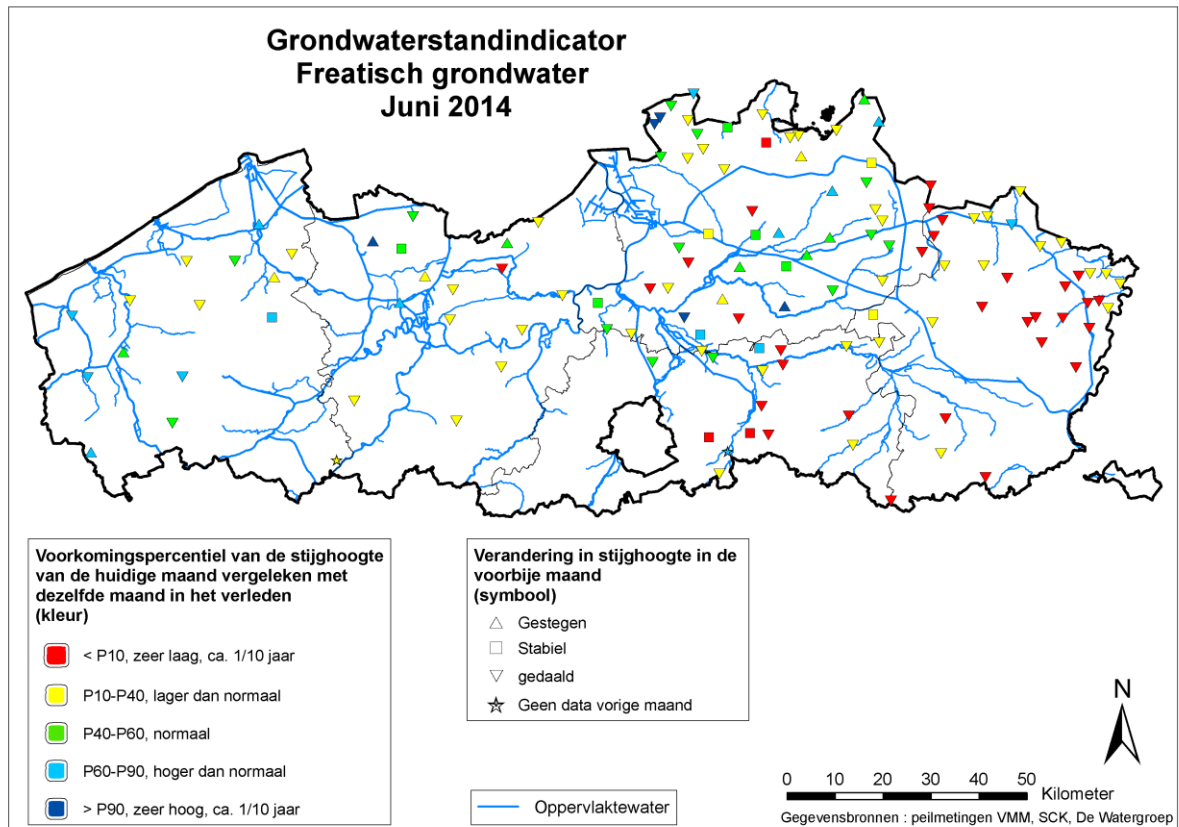 Grondwaterstandindicator
Freatisch grondwater
Juni 2014
Voorkomingspercentiel van de stijghoogte
van de huidige maand vergeleken met
dezelfde maand in het verleden
(kleur)
< P10, zeer laag, ca. 1/10 jaar
P10-P40, lager dan normaal
P40-P60, normaal
P60-P90, hoger dan normaal
> P90, zeer hoog, ca. 1/10 jaar
Verandering in stijghoogte in de
voorbije maand
(symbool)
Gestegen
Stabiel
gedaald
Geen data vorige maand
Oppervlaktewater
N
0 10 20 30 40 50
Kilometer
Gegevensbronnen : peilmetingen VMM, SCK, De Watergroep